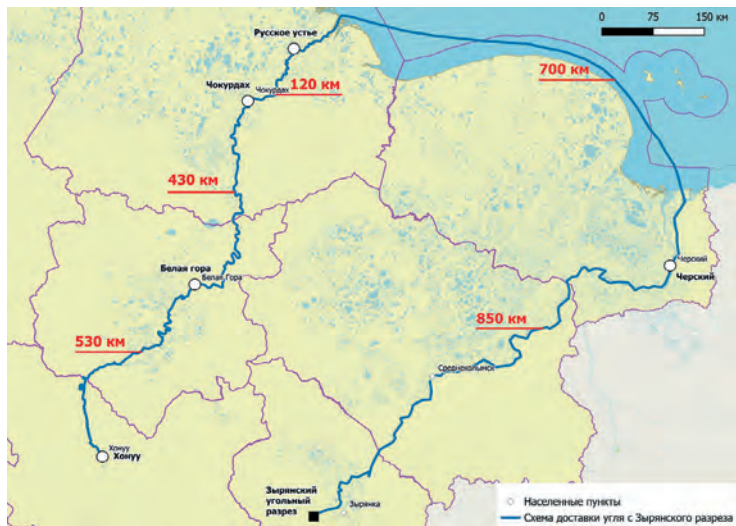 0 75 150 км
Русское устье
700 км
Чокурдах
Чокурдах
120 км
430 км
Белая гора
Белая Гора
Черский
Черский
530 км
850 км
Среднеколымск
Хонуу
Хонуу
Зырянский
угольный
разрез
Зырянка
Населенные пункты
Схема доставки угля с Зырянского разреза